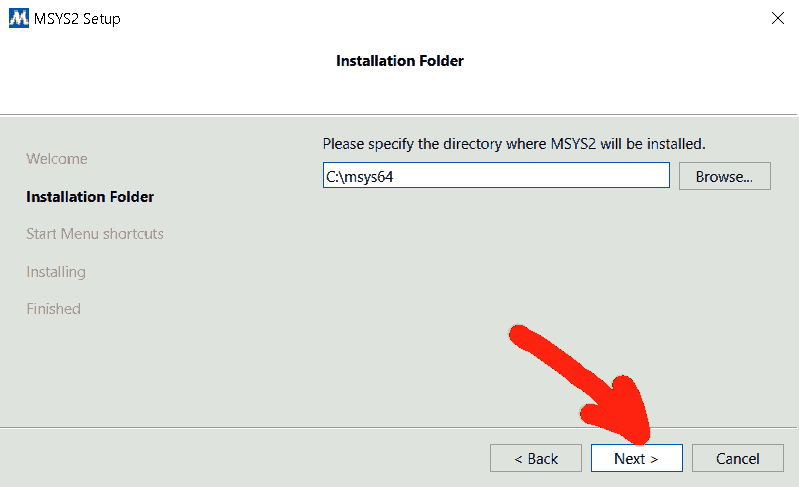 MSYS2 Setup
Installation Folder
Please specify the directory where MSYS2 will be installed.
C:\msys64
Browse...
Welcome
Installation Folder
Start Menu shortcuts
Installing
Finished
< Back
Next >
Cancel